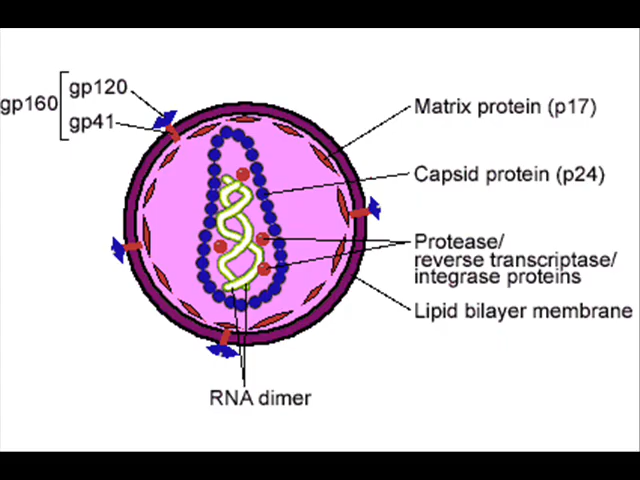 gp160
gp120
gp41
Matrix protein (p17)
Capsid protein (p24)
Protease/
reverse transcriptase/
integrase proteins
Lipid bilayer membrane
RNA dimer